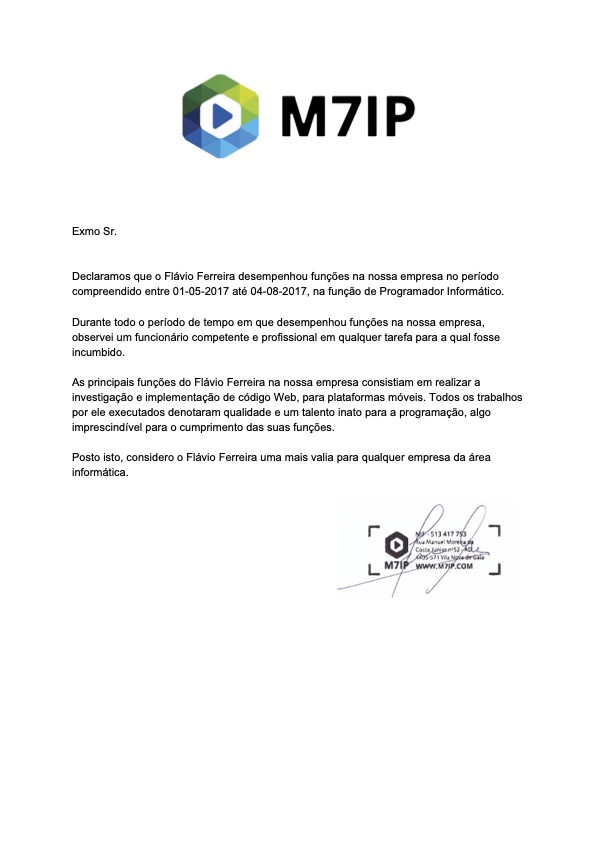 M7IP
Exmo Sr.
Declaramos que o Flávio Ferreira desempenhou funções na nossa empresa no período
compreendido entre 01-05-2017 até 04-08-2017, na função de Programador Informático.
Durante todo o período de tempo em que desempenhou funções na nossa empresa,
observei um funcionário competente e profissional em qualquer tarefa para a qual fosse
incumbido.
As principais funções do Flávio Ferreira na nossa empresa consistiam em realizar a
investigação e implementação de código Web, para plataformas móveis. Todos os trabalhos
por ele executados denotaram qualidade e um talento inato para a programação, algo
imprescindível para o cumprimento das suas funções.
Posto isto, considero o Flávio Ferreira uma mais valia para qualquer empresa da área
informática.
NIF - 513 417 753
Rua Manuel Moreira da
Costa Júnior nº52
4405-571 Vila Nova de Gaia
M7IP WWW.M7IP.COM